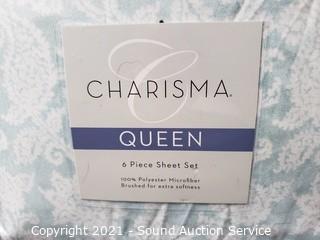 CHARISMA®
QUEEN
6 Piece Sheet Set
100% Polyester Microfiber
Brushed for extra softness
Copyright 2021 - Sound Auction Service